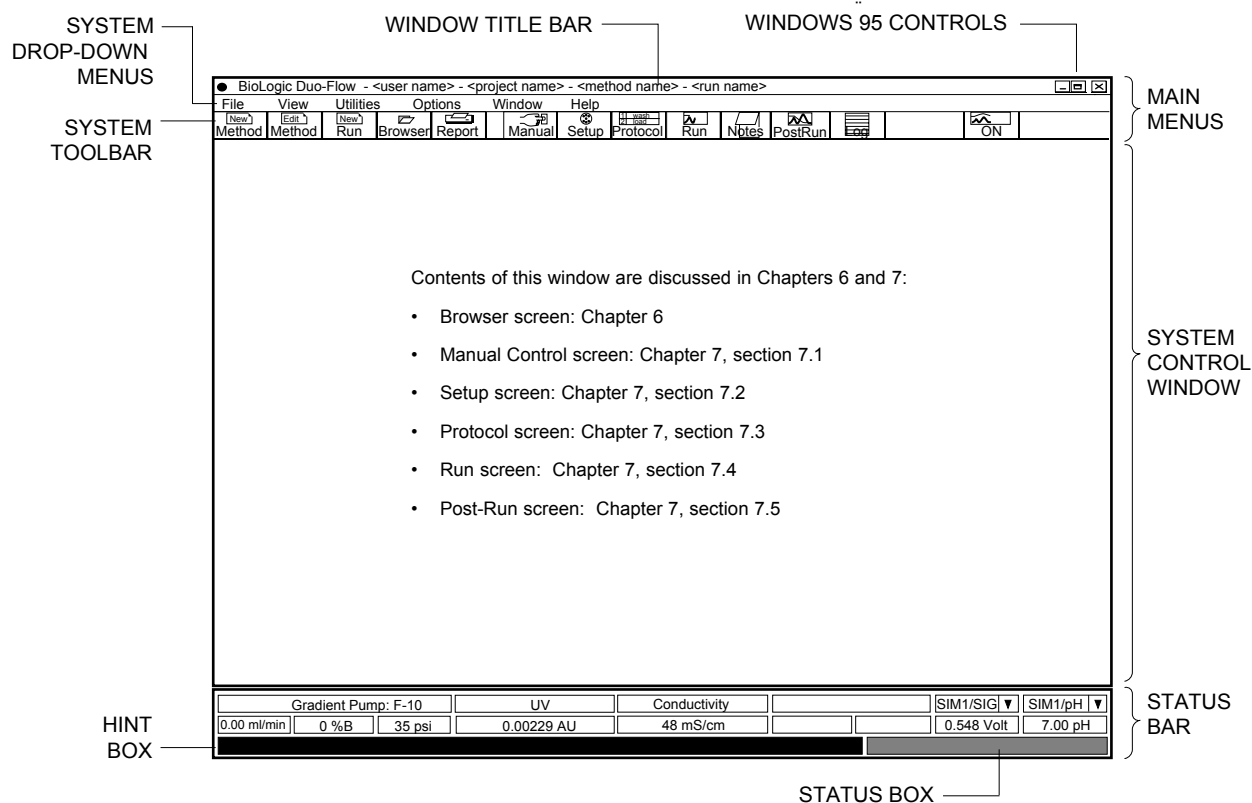 WINDOW TITLE BAR
WINDOWS 95 CONTROLS
SYSTEM
DROP-DOWN
MENUS
BioLogic Duo-Flow - <user name> - <project name> - <method name> - <run name>
File View Utilities Options Window Help
New Edit New wash
2 load
Method Method Run Browser Report Manual Setup Protocol Run Notes PostRun Log ON
SYSTEM
TOOLBAR
MAIN
MENUS
Contents of this window are discussed in Chapters 6 and 7:
• Browser screen: Chapter 6
• Manual Control screen: Chapter 7, section 7.1
• Setup screen: Chapter 7, section 7.2
• Protocol screen: Chapter 7, section 7.3
• Run screen: Chapter 7, section 7.4
• Post-Run screen: Chapter 7, section 7.5
SYSTEM
CONTROL
WINDOW
Gradient Pump: F-10 UV Conductivity SIM1/SIG SIM1/pH
0.00 ml/min 0 %B 35 psi 0.00229 AU 48 mS/cm 0.548 Volt 7.00 pH
STATUS
BAR
HINT
BOX
STATUS BOX